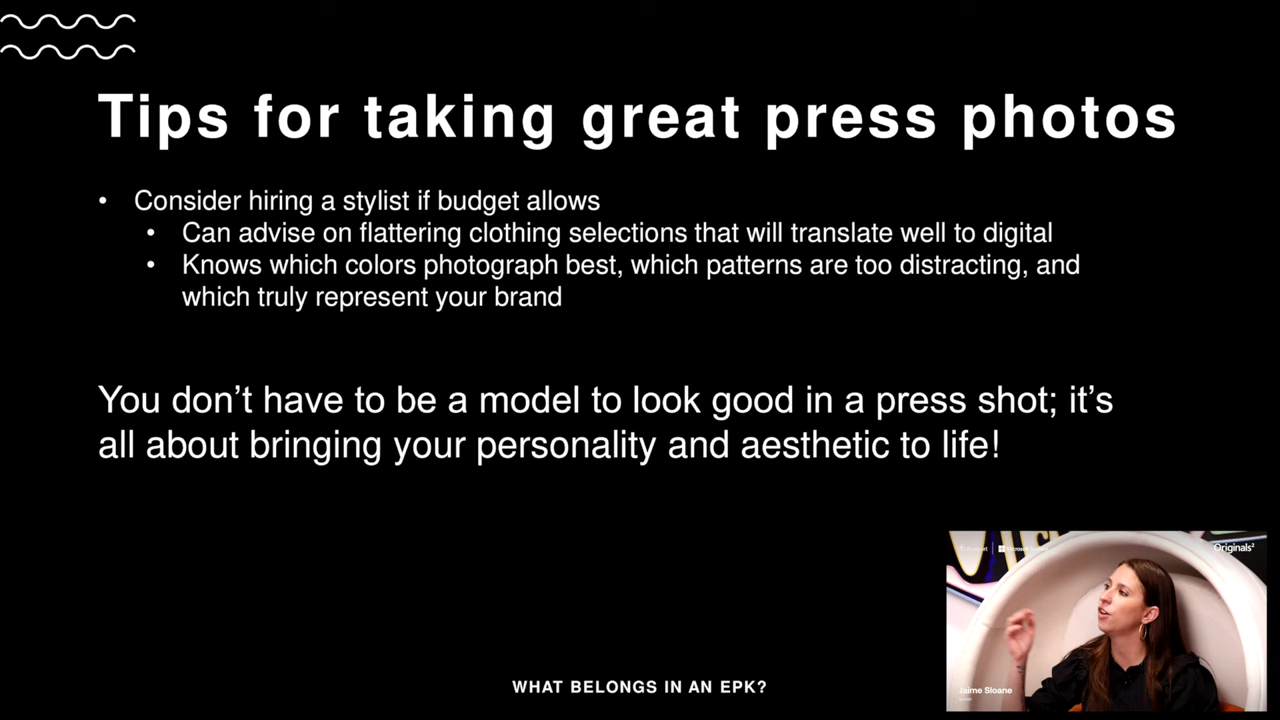 Tips for taking great press photos
• Consider hiring a stylist if budget allows
• Can advise on flattering clothing selections that will translate well to digital
• Knows which colors photograph best, which patterns are too distracting, and
which truly represent your brand
You don’t have to be a model to look good in a press shot; it’s
all about bringing your personality and aesthetic to life!
Originals²
Jaime Sloane
WHAT BELONGS IN AN EPK?